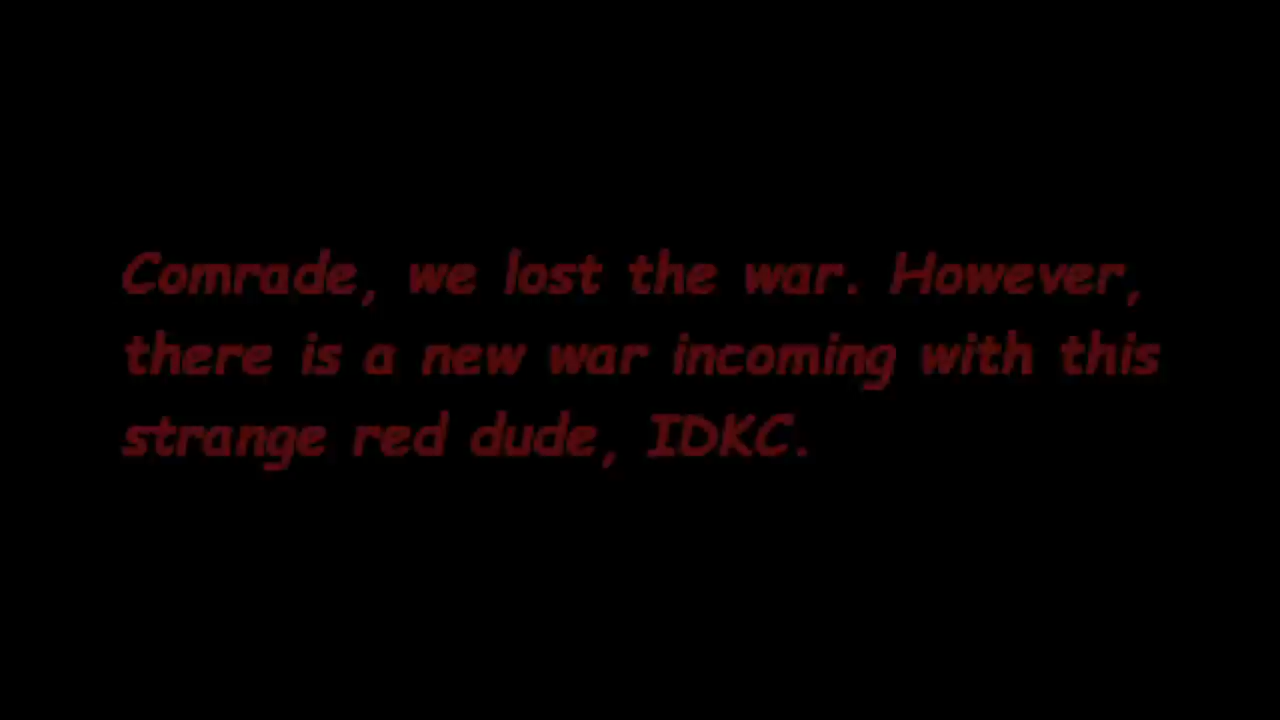 Comrade, we lost the war. However,
there is a new war incoming with this
strange red dude, IDKC.